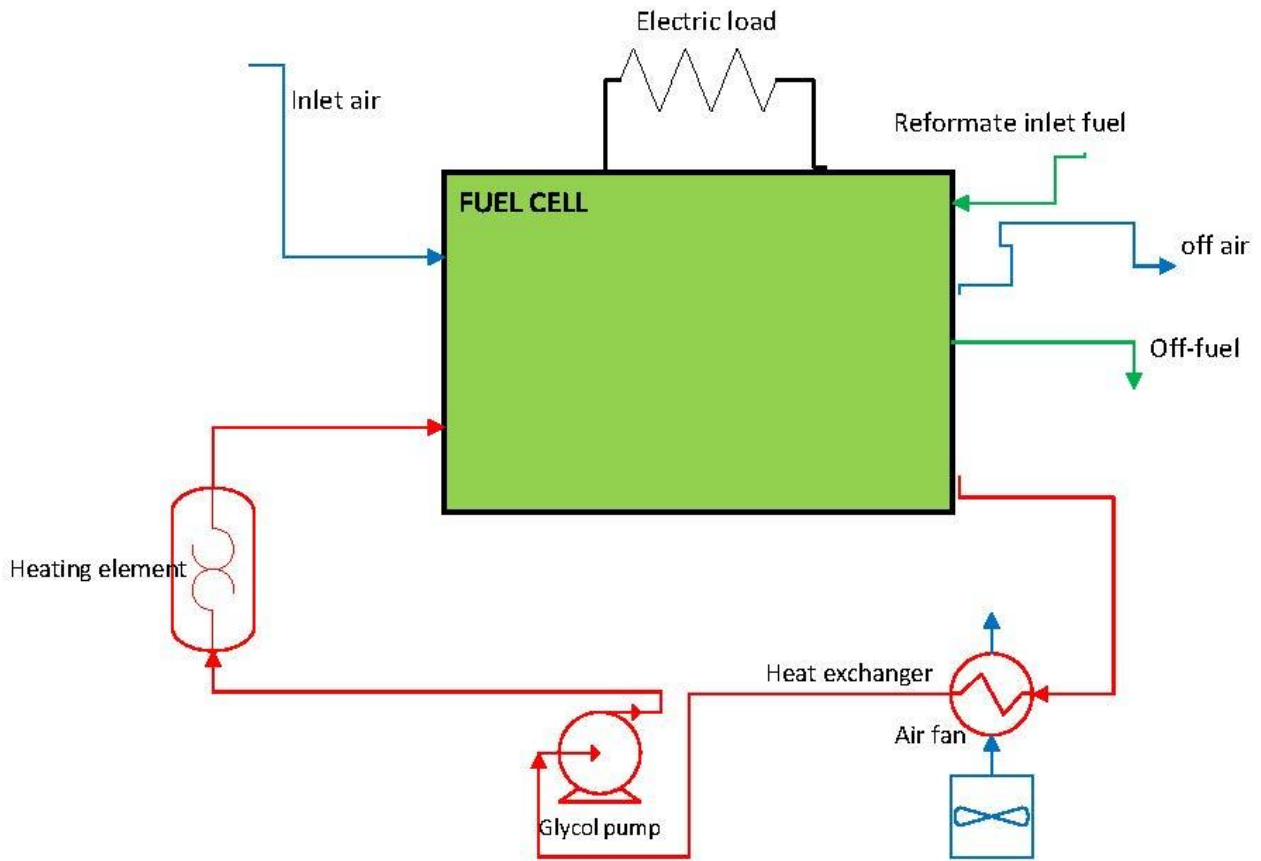 Electric load
Inlet air
Reformate inlet fuel
FUEL CELL
off air
Off-fuel
Heating element
Heat exchanger
Air fan
Glycol pump